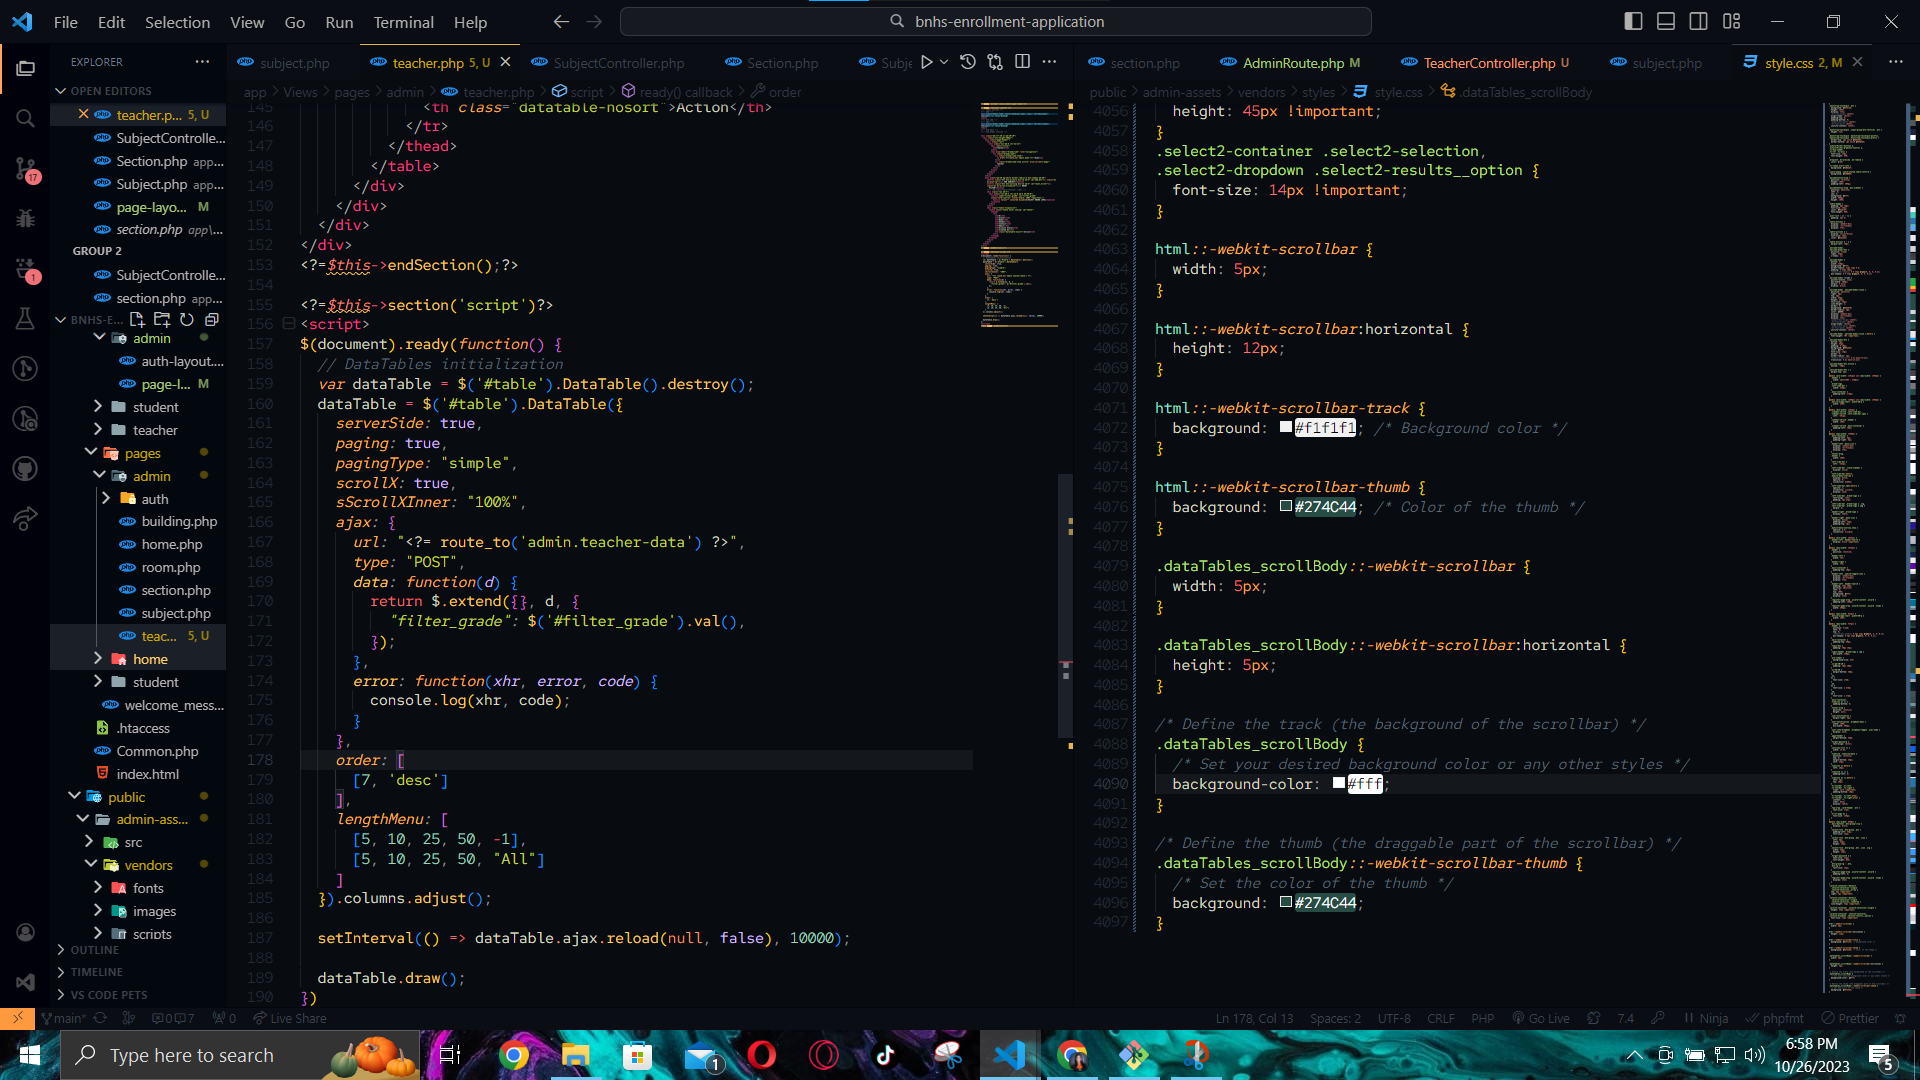 File Edit Selection View Go Run Terminal Help
bnhs-enrollment-application
EXPLORER
OPEN EDITORS
teacher.p... 5, U
SubjectControlle...
Section.php app...
Subject.php app...
page-layo... M
section.php app\...
GROUP 2
SubjectControlle...
section.php app...
BNHS-E...
admin
auth-layout....
page-l... M
student
teacher
pages
admin
auth
building.php
home.php
room.php
section.php
subject.php
teac... 5, U
home
student
welcome_mess...
.htaccess
Common.php
index.html
public
admin-ass...
src
vendors
fonts
images
scripts
OUTLINE
TIMELINE
VS CODE PETS
17
1
subject.php
teacher.php 5, U
SubjectController.php
Section.php
Subje
app > Views > pages > admin > teacher.php > script > ready() callback > order
145 <th class="datatable-nosort">Action</th>
146 </tr>
147 </thead>
148 </table>
149 </div>
150 </div>
151 </div>
152 </div>
153 <?=$this->endSection();?>
154
155 <?=$this->section('script')?>
156 <script>
157 $(document).ready(function() {
158 // DataTables initialization
159 var dataTable = $('#table').DataTable().destroy();
160 dataTable = $('#table').DataTable({
161 serverSide: true,
162 paging: true,
163 pagingType: "simple",
164 scrollX: true,
165 sScrollXInner: "100%",
166 ajax: {
167 url: "<?= route_to('admin.teacher-data') ?>",
168 type: "POST",
169 data: function(d) {
170 return $.extend({}, d, {
171 "filter_grade": $('#filter_grade').val(),
172 });
173 },
174 error: function(xhr, error, code) {
175 console.log(xhr, code);
176 }
177 },
178 order: [
179 [7, 'desc']
180 ],
181 lengthMenu: [
182 [5, 10, 25, 50, -1],
183 [5, 10, 25, 50, "All"]
184 ]
185 }).columns.adjust();
186
187 setInterval(() => dataTable.ajax.reload(null, false), 10000);
188
189 dataTable.draw();
190 })
section.php
AdminRoute.php M
TeacherController.php U
subject.php
style.css 2, M
public > admin-assets > vendors > styles > style.css > .dataTables_scrollBody
4056 height: 45px !important;
4057 }
4058 .select2-container .select2-selection,
4059 .select2-dropdown .select2-results__option {
4060 font-size: 14px !important;
4061 }
4062
4063 html::-webkit-scrollbar {
4064 width: 5px;
4065 }
4066
4067 html::-webkit-scrollbar:horizontal {
4068 height: 12px;
4069 }
4070
4071 html::-webkit-scrollbar-track {
4072 background: #f1f1f1; /* Background color */
4073 }
4074
4075 html::-webkit-scrollbar-thumb {
4076 background: #274C44; /* Color of the thumb */
4077 }
4078
4079 .dataTables_scrollBody::-webkit-scrollbar {
4080 width: 5px;
4081 }
4082
4083 .dataTables_scrollBody::-webkit-scrollbar:horizontal {
4084 height: 5px;
4085 }
4086
4087 /* Define the track (the background of the scrollbar) */
4088 .dataTables_scrollBody {
4089 /* Set your desired background color or any other styles */
4090 background-color: #fff;
4091 }
4092
4093 /* Define the thumb (the draggable part of the scrollbar) */
4094 .dataTables_scrollBody::-webkit-scrollbar-thumb {
4095 /* Set the color of the thumb */
4096 background: #274C44;
4097 }
main* 0 7 0 Live Share
Ln 178, Col 13 Spaces: 2 UTF-8 CRLF PHP Go Live 7.4 Ninja phpfmt Prettier
Type here to search
1
6:58 PM
10/26/2023
5